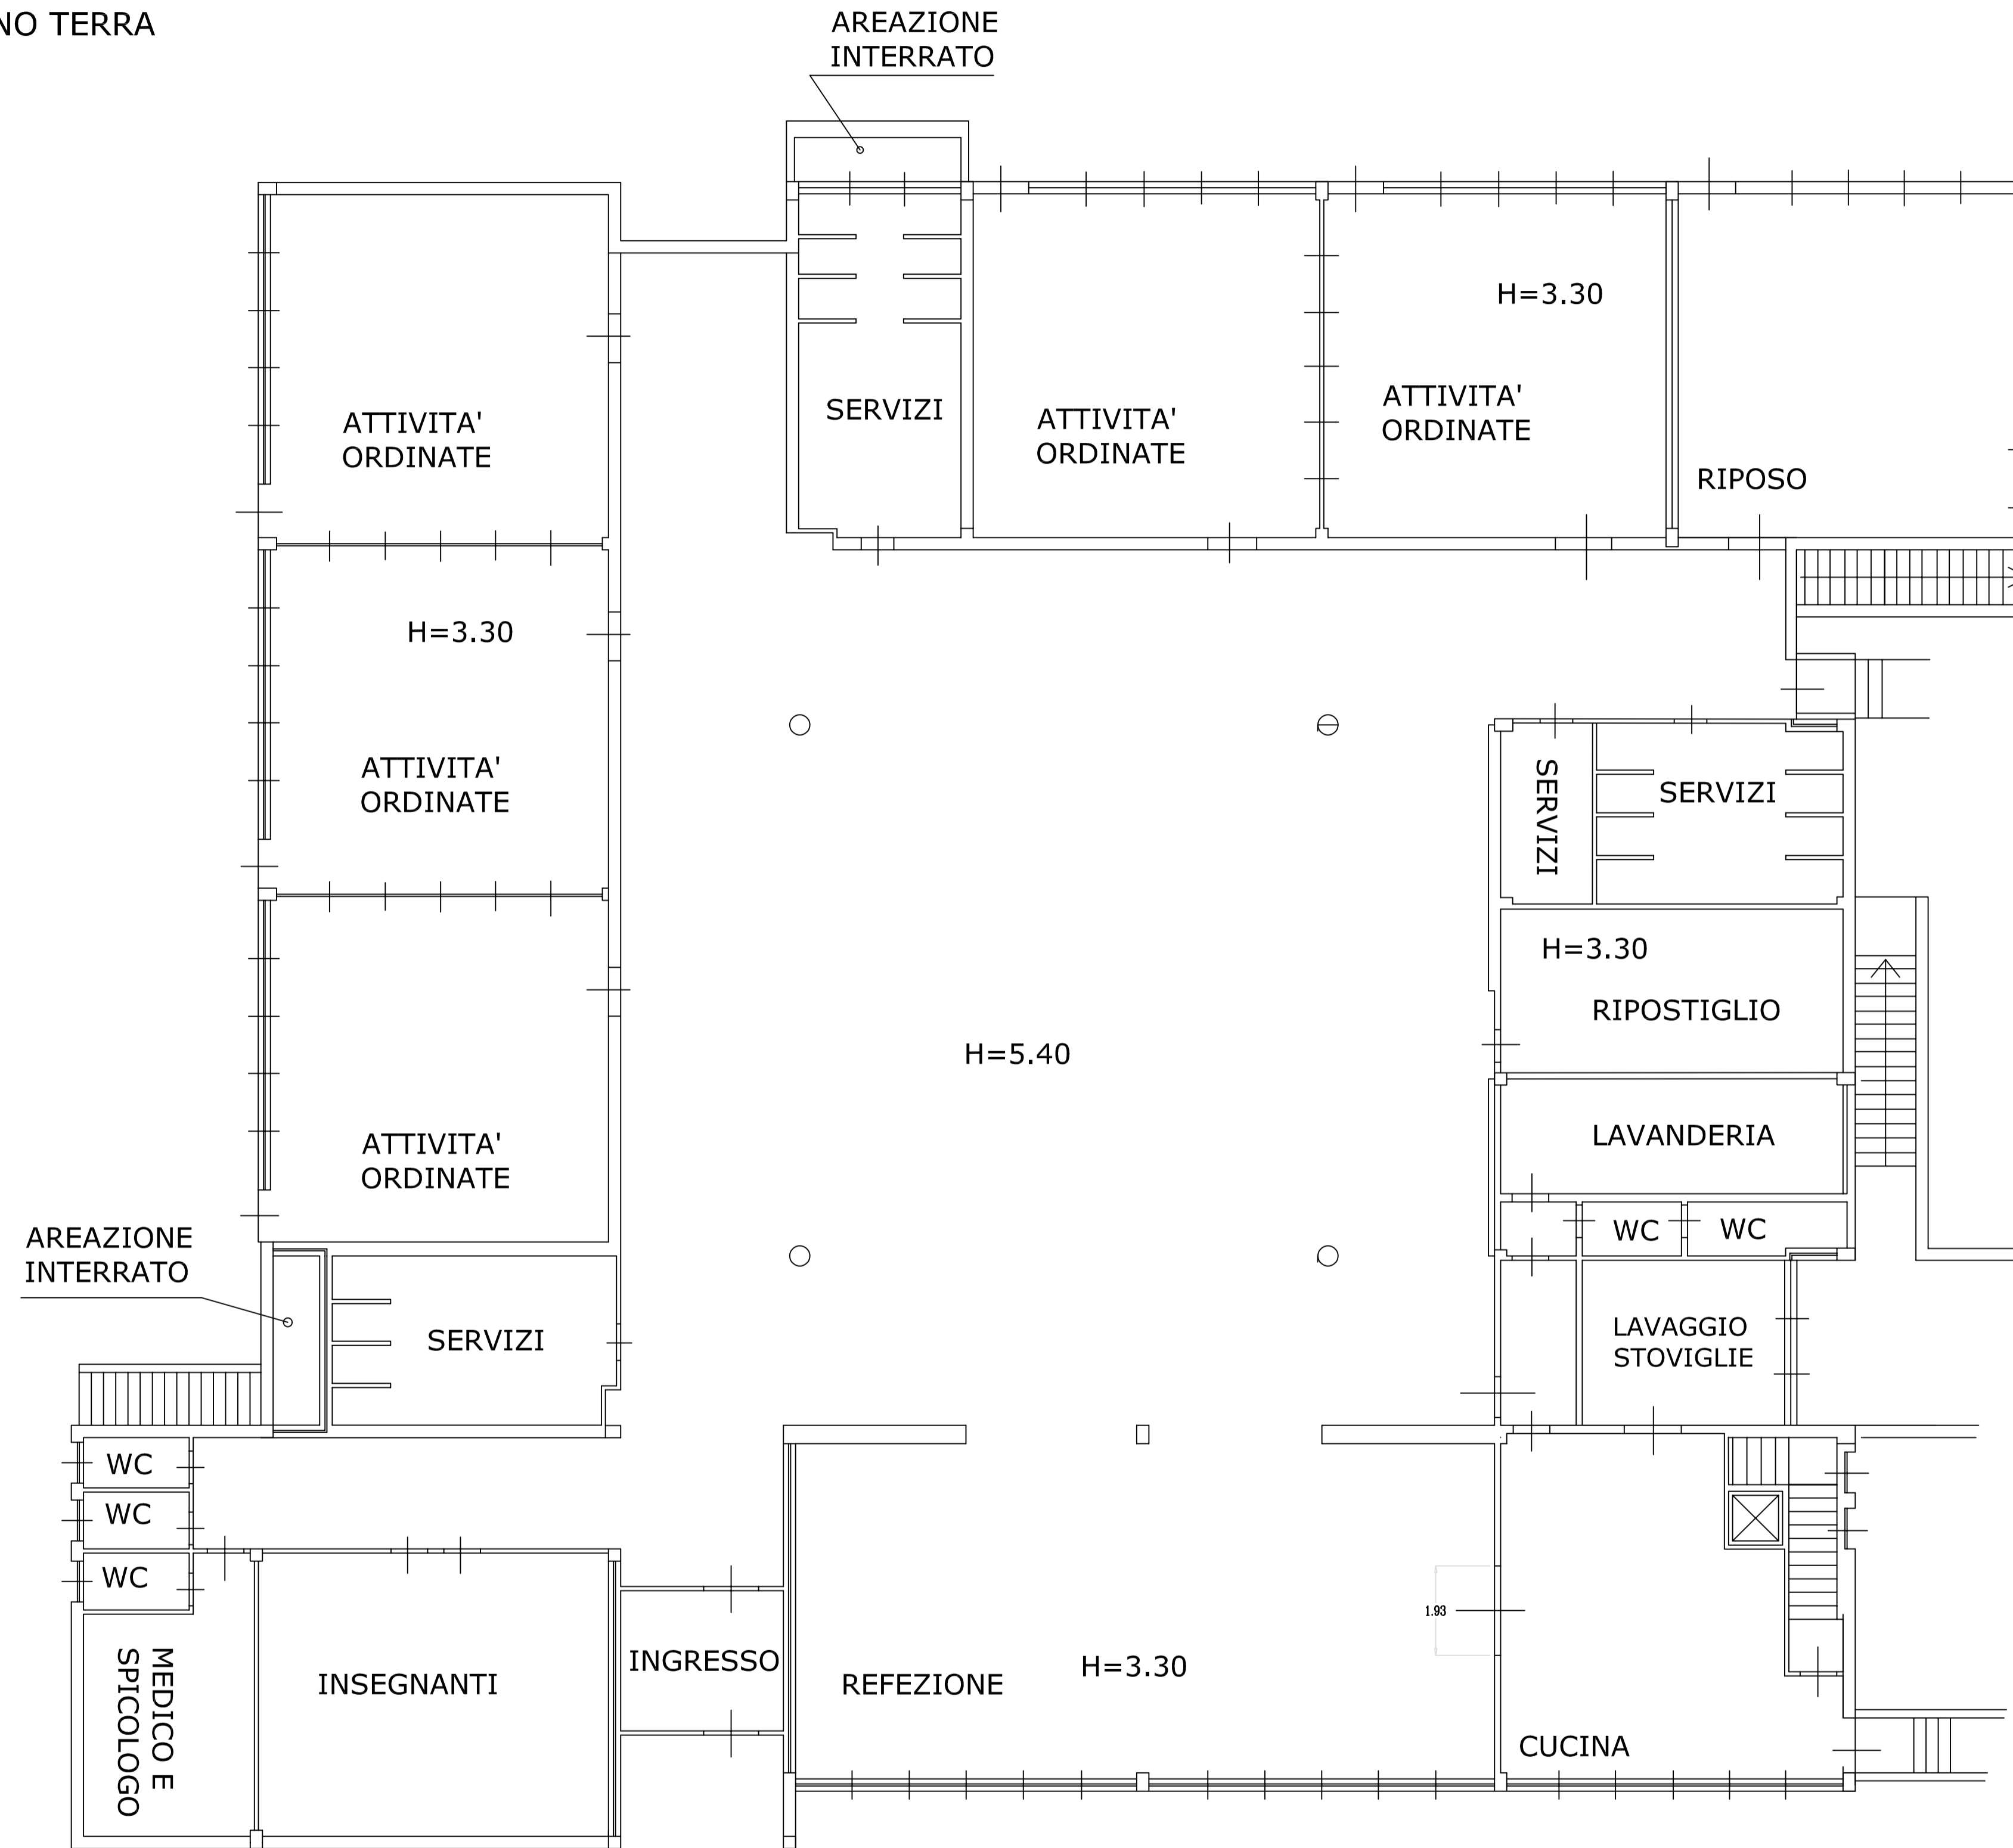 NO TERRA
AREAZIONE
INTERRATO
H=3.30
SERVIZI
ATTIVITA'
ORDINATE
ATTIVITA'
ORDINATE
ATTIVITA'
ORDINATE
RIPOSO
H=3.30
ATTIVITA'
ORDINATE
SERVIZI
SERVIZI
H=3.30
RIPOSTIGLIO
H=5.40
ATTIVITA'
ORDINATE
LAVANDERIA
WC
WC
AREAZIONE
INTERRATO
SERVIZI
LAVAGGIO
STOVIGLIE
WC
WC
WC
1.93
MEDICO E
SPICOLOGO
INSEGNANTI
INGRESSO
REFEZIONE
H=3.30
CUCINA